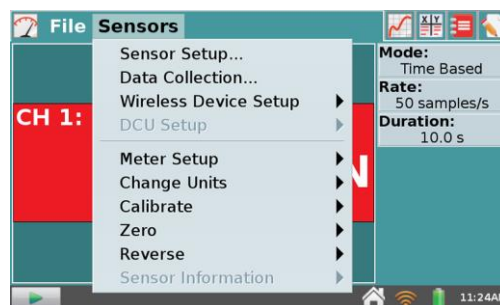 File Sensors
Sensor Setup...
Data Collection...
Wireless Device Setup
DCU Setup
Meter Setup
Change Units
Calibrate
Zero
Reverse
Sensor Information
CH 1:
N
Mode:
Time Based
Rate:
50 samples/s
Duration:
10.0 s
11:24A